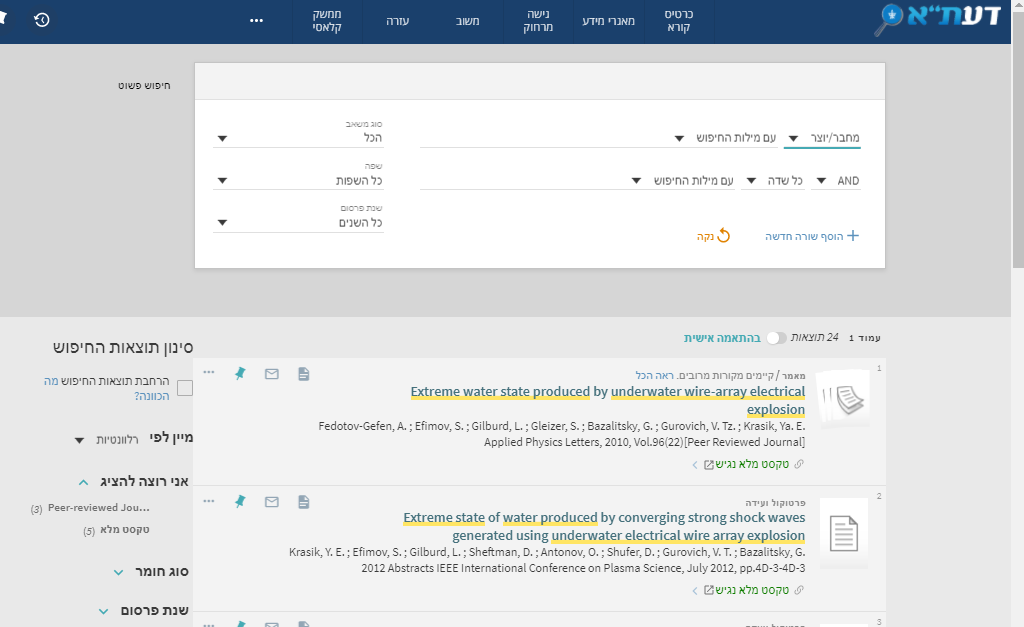 דעת"א
כרטיס קורא
מאגרי מידע
גישה מרחוק
משוב
עזרה
ממשק קלאסי
חיפוש פשוט
מחבר/יוצר
עם מילות החיפוש
AND
כל שדה
עם מילות החיפוש
הוסף שורה חדשה
נקה
סוג משאב
הכל
שפה
כל השפות
שנת פרסום
כל השנים
עמוד 1
24 תוצאות
בהתאמה אישית
1
מאמר / קיימים מקורות מרובים. ראה הכל
Extreme water state produced by underwater wire-array electrical
explosion
Fedotov-Gefen, A. ; Efimov, S. ; Gilburd, L. ; Gleizer, S. ; Bazalitsky, G. ; Gurovich, V. Tz. ; Krasik, Ya. E.
Applied Physics Letters, 2010, Vol.96(22)[Peer Reviewed Journal]
טקסט מלא נגיש
2
פרטוקול ועידה
Extreme state of water produced by converging strong shock waves
generated using underwater electrical wire array explosion
Krasik, Y. E. ; Efimov, S. ; Gilburd, L. ; Sheftman, D. ; Antonov, O. ; Shufer, D. ; Gurovich, V. T. ; Bazalitsky, G.
2012 Abstracts IEEE International Conference on Plasma Science, July 2012, pp.4D-3-4D-3
טקסט מלא נגיש
3
סינון תוצאות החיפוש
הרחבת תוצאות החיפוש מה
הכוונה?
מיין לפי רלוונטיות
אני רוצה להציג
Peer-reviewed Jou... (3)
טקסט מלא (5)
סוג חומר
שנת פרסום